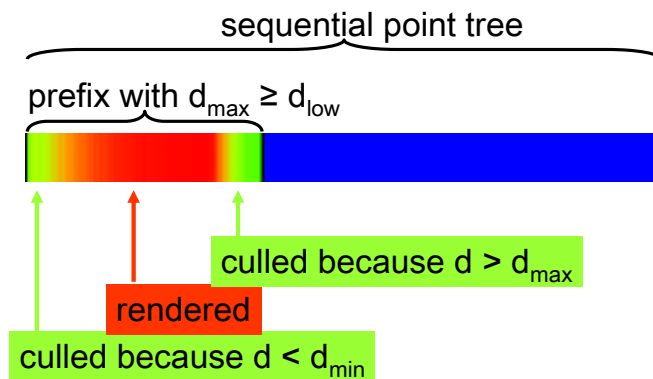 sequential point tree
prefix with dmax ≥ dlow
culled because d > dmax
rendered
culled because d < dmin